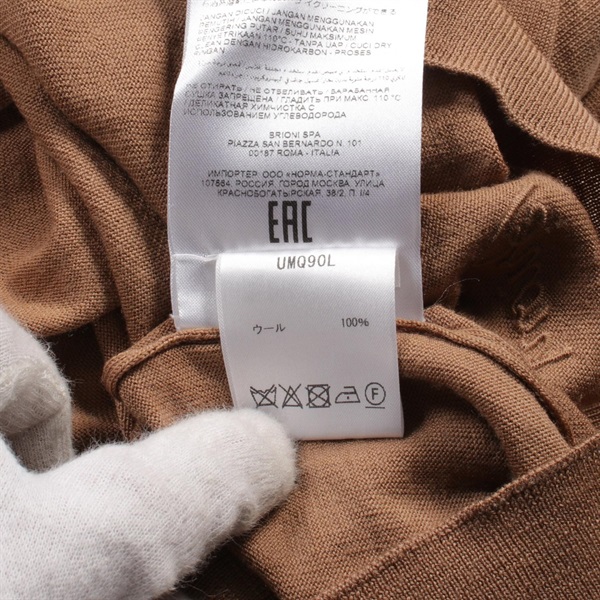 JANGAN DICUCI / JANGAN MENGGUNAKAN
PENGERING PUTAR / SUHU MAKSIMUM
SETRIKAAN 110°C - TANPA UAP / CUCI DRY
CLEAN DENGAN HIDROKARBON - PROSES
RINGAN
НЕ СТИРАТЬ / НЕ ОТБЕЛИВАТЬ / БАРАБАННАЯ
СУШКА ЗАПРЕЩЕНА / ГЛАДИТЬ ПРИ МАКС. 110 °C
/ ДЕЛИКАТНАЯ ХИМЧИСТКА С
ИСПОЛЬЗОВАНИЕМ УГЛЕВОДОРОДА
BRIONI SPA
PIAZZA SAN BERNARDO N. 101
00187 ROMA - ITALIA
ИМПОРТЕР ООО «НОРМА-СТАНДАРТ»
107564, РОССИЯ, ГОРОД МОСКВА, УЛИЦА
КРАСНОБОГАТЫРСКАЯ, 38/2, П. I/4
EAC
UMQ90L
ウール 100%
F